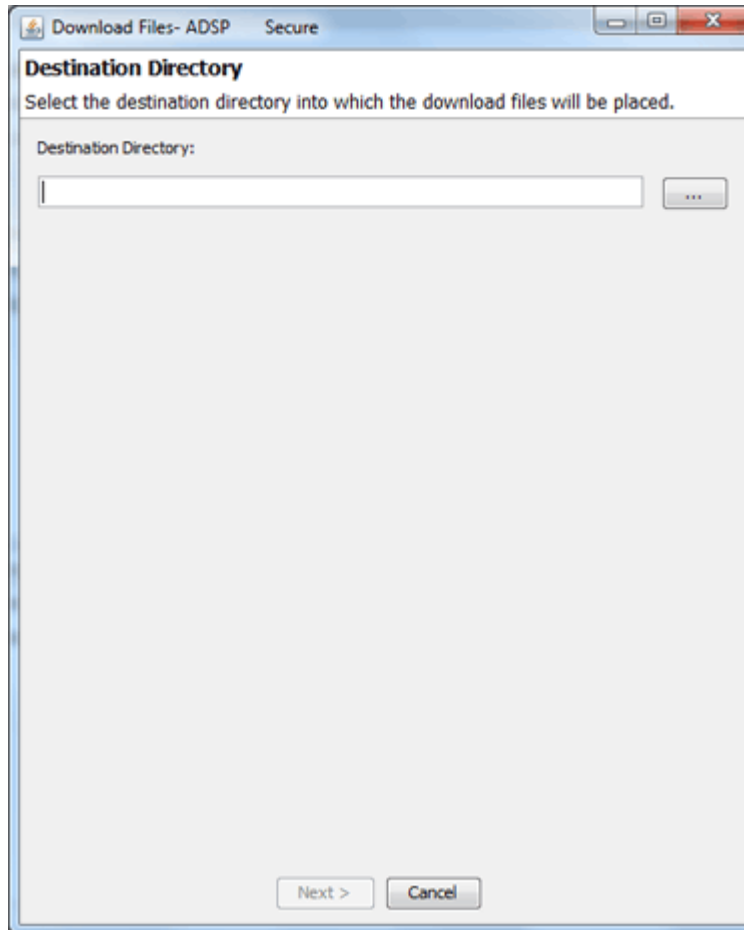 Download Files- ADSP Secure
Destination Directory
Select the destination directory into which the download files will be placed.
Destination Directory:
...
Next > Cancel